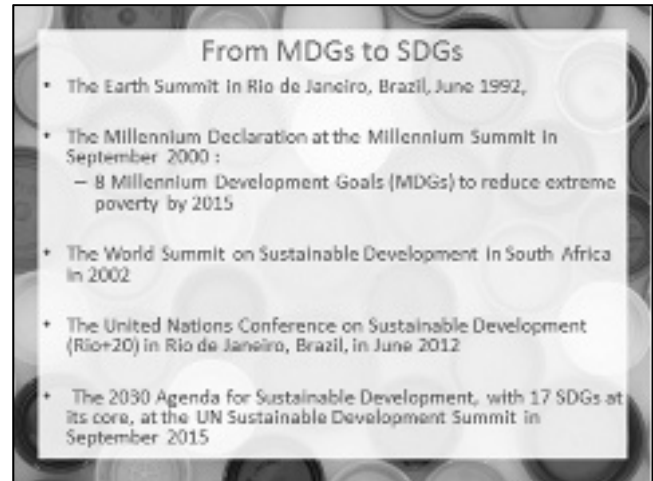 From MDGs to SDGs
• The Earth Summit in Rio de Janeiro, Brazil, June 1992,
• The Millennium Declaration at the Millennium Summit in
September 2000 :
– 8 Millennium Development Goals (MDGs) to reduce extreme
poverty by 2015
• The World Summit on Sustainable Development in South Africa
in 2002
• The United Nations Conference on Sustainable Development
(Rio+20) in Rio de Janeiro, Brazil, in June 2012
• The 2030 Agenda for Sustainable Development, with 17 SDGs at
its core, at the UN Sustainable Development Summit in
September 2015